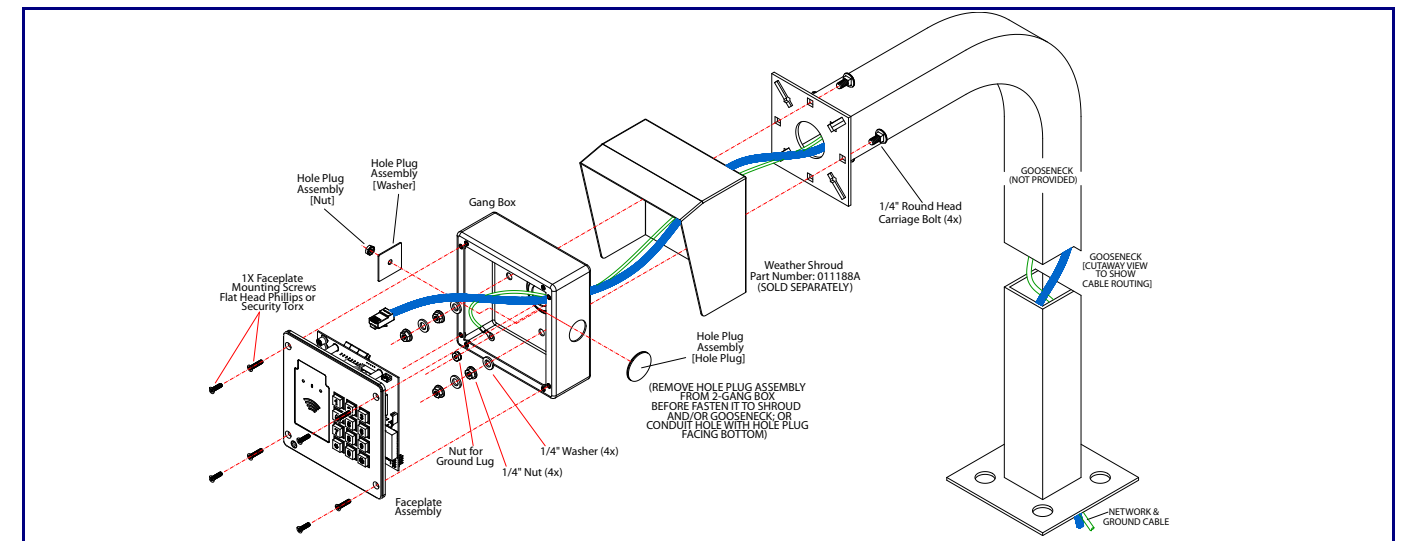 Hole Plug
Assembly
[Washer]
Hole Plug
Assembly
[Nut]
Gang Box
1X Faceplate
Mounting Screws
Flat Head Phillips or
Security Torx
GOOSENECK
(NOT PROVIDED)
1/4" Round Head
Carriage Bolt (4x)
Weather Shroud
Part Number: 011188A
(SOLD SEPARATELY)
GOOSENECK
[CUTAWAY VIEW
TO SHOW
CABLE ROUTING]
Hole Plug
Assembly
[Hole Plug]
(REMOVE HOLE PLUG ASSEMBLY
FROM 2-GANG BOX
BEFORE FASTEN IT TO SHROUD
AND/OR GOOSENECK; OR
CONDUIT HOLE WITH HOLE PLUG
FACING BOTTOM)
Nut for
Ground Lug
1/4" Washer (4x)
1/4" Nut (4x)
Faceplate
Assembly
NETWORK &
GROUND CABLE